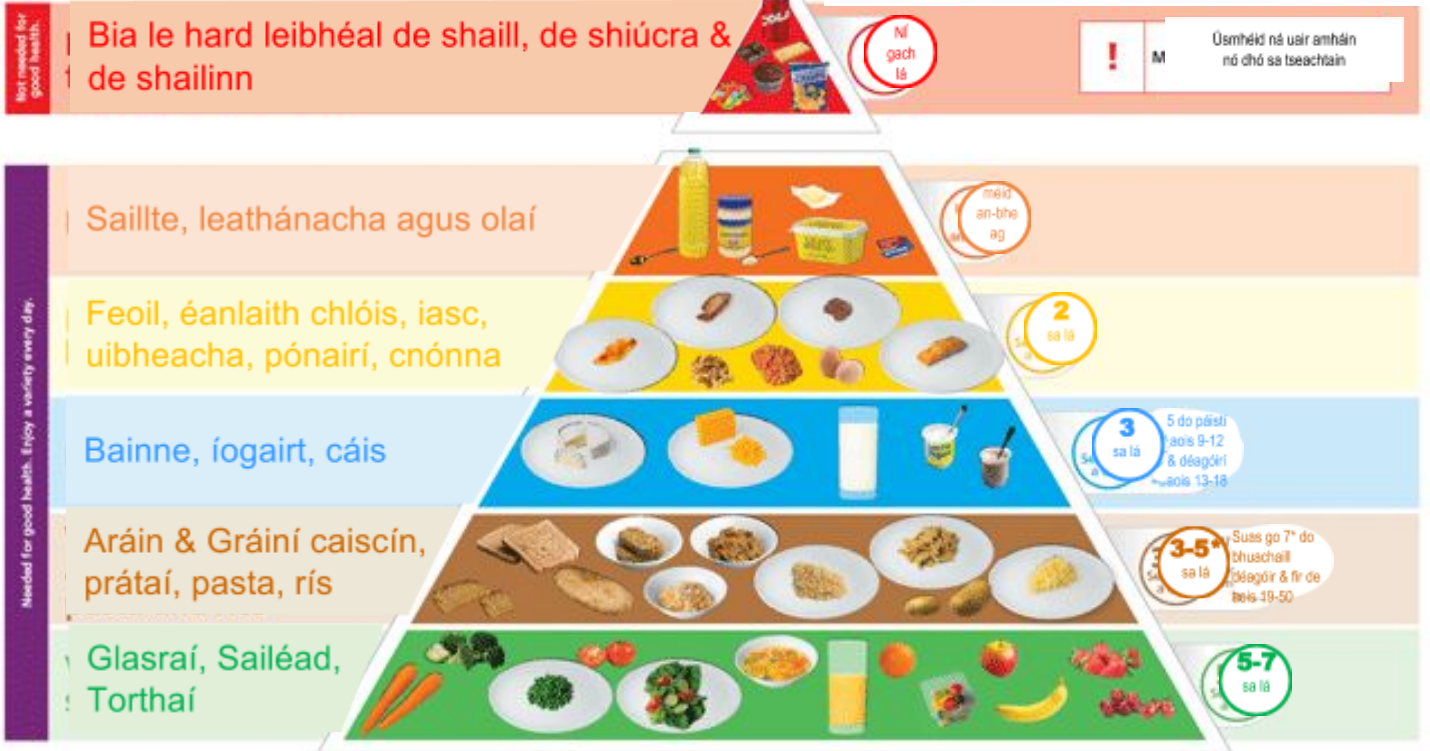 Not needed for
good health.
Bia le hard leibhéal de shaill, de shiúcra &
de shailinn
Ní
gach
lá
!
M
Úsmhéid ná uair amháin
nó dhó sa tseachtain
Needed for good health. Enjoy a variety every day.
Saillte, leathánacha agus olaí
méid
an-bhe
ag
Feoil, éanlaith chlóis, iasc,
uibheacha, pónairí, cnónna
2
sa lá
Bainne, íogairt, cáis
3
sa lá
5 do páistí
aois 9-12
& déagóirí
aois 13-18
Aráin & Gráiní caiscín,
prátaí, pasta, rís
3-5*
sa lá
Suas go 7* do
bhuachaill
déagóir & fir de
aois 19-50
Glasraí, Sailéad,
Torthaí
5-7
sa lá